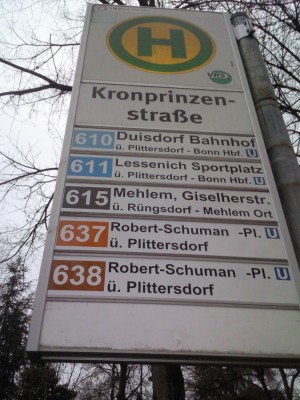 H
VRS
Kronprinzen-
straße
610 Duisdorf Bahnhof
ü. Plittersdorf - Bonn Hbf. U
611 Lessenich Sportplatz
ü. Plittersdorf - Bonn Hbf. U
615 Mehlem, Giselherstr.
ü. Rüngsdorf - Mehlem Ort
637 Robert-Schuman -Pl. U
ü. Plittersdorf
638 Robert-Schuman -Pl. U
ü. Plittersdorf